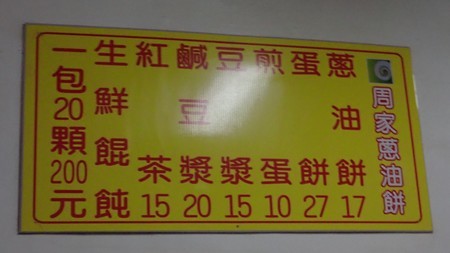 周家蔥油餅
蔥油餅17
蛋餅27
煎蛋10
豆漿15
鹹豆漿20
紅茶15
生鮮餛飩
一包20顆200元